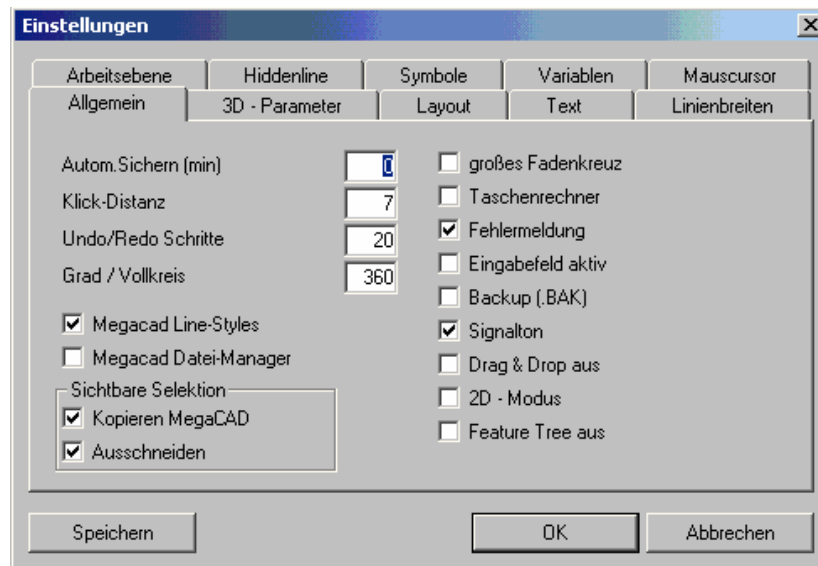 Einstellungen
Arbeitsebene Hiddenline Symbole Variablen Mauscursor
Allgemein 3D - Parameter Layout Text Linienbreiten
Autom.Sichern (min) 0
Klick-Distanz 7
Undo/Redo Schritte 20
Grad / Vollkreis 360
Megacad Line-Styles
Megacad Datei-Manager
Sichtbare Selektion
Kopieren MegaCAD
Ausschneiden
großes Fadenkreuz
Taschenrechner
Fehlermeldung
Eingabefeld aktiv
Backup (.BAK)
Signalton
Drag & Drop aus
2D - Modus
Feature Tree aus
Speichern OK Abbrechen